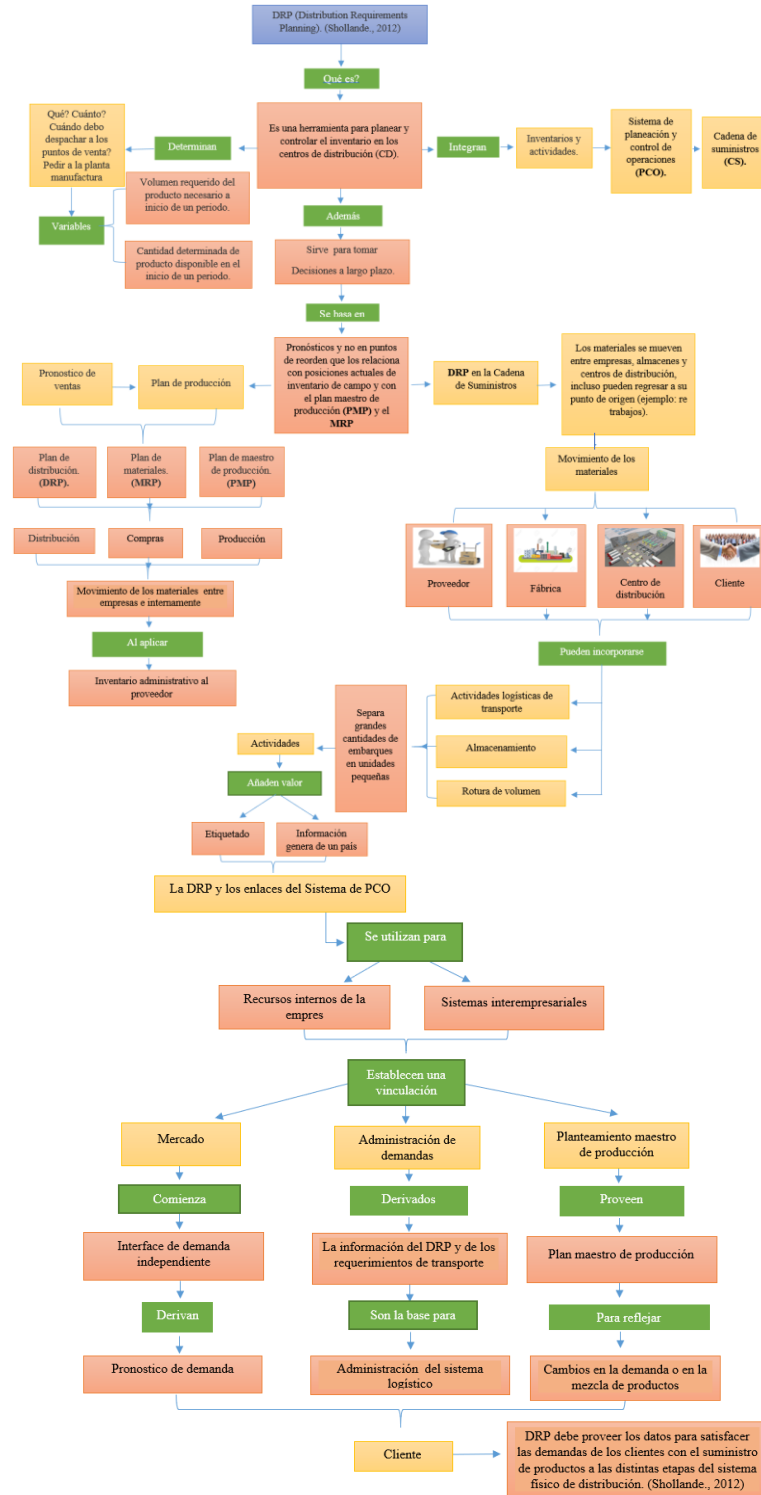 DRP (Distribution Requirements
Planning). (Shollande., 2012)
Qué es?
Qué? Cuánto?
Cuándo debo
despachar a los
puntos de venta?
Pedir a la planta
manufactura
Determinan
Es una herramienta para planear y
controlar el inventario en los
centros de distribución (CD).
Integran
Inventarios y
actividades.
Sistema de
planeación y
control de
operaciones
(PCO).
Cadena de
suministros
(CS).
Variables
Volumen requerido del
producto necesario a
inicio de un periodo.
Cantidad determinada de
producto disponible en el
inicio de un periodo.
Además
Sirve para tomar
Decisiones a largo plazo.
Se basa en
Pronostico de
ventas
Plan de producción
Pronósticos y no en puntos
de reorden que los relaciona
con posiciones actuales de
inventario de campo y con
el plan maestro de
producción (PMP) y el
MRP
DRP en la Cadena
de Suministros
Los materiales se mueven
entre empresas, almacenes y
centros de distribución,
incluso pueden regresar a su
punto de origen (ejemplo: re
trabajos).
Plan de
distribución.
(DRP).
Plan de
materiales.
(MRP)
Plan de maestro
de producción.
(PMP)
Movimiento de los
materiales
Distribución
Compras
Producción
Proveedor
Fábrica
Centro de
distribución
Cliente
Movimiento de los materiales entre
empresas e internamente
Al aplicar
Inventario administrativo al
proveedor
Pueden incorporarse
Actividades logísticas de
transporte
Almacenamiento
Rotura de volumen
Separa
grandes
cantidades de
embarques
en unidades
pequeñas
Actividades
Añaden valor
Etiquetado
Información
genera de un país
La DRP y los enlaces del Sistema de PCO
Se utilizan para
Recursos internos de la
empres
Sistemas interempresariales
Establecen una
vinculación
Mercado
Administración de
demandas
Planteamiento maestro
de producción
Comienza
Derivados
Proveen
Interface de demanda
independiente
La información del DRP y de los
requerimientos de transporte
Plan maestro de producción
Derivan
Son la base para
Para reflejar
Pronostico de demanda
Administración del sistema
logístico
Cambios en la demanda o en la
mezcla de productos
Cliente
DRP debe proveer los datos para satisfacer
las demandas de los clientes con el suministro
de productos a las distintas etapas del sistema
físico de distribución. (Shollande, 2012)